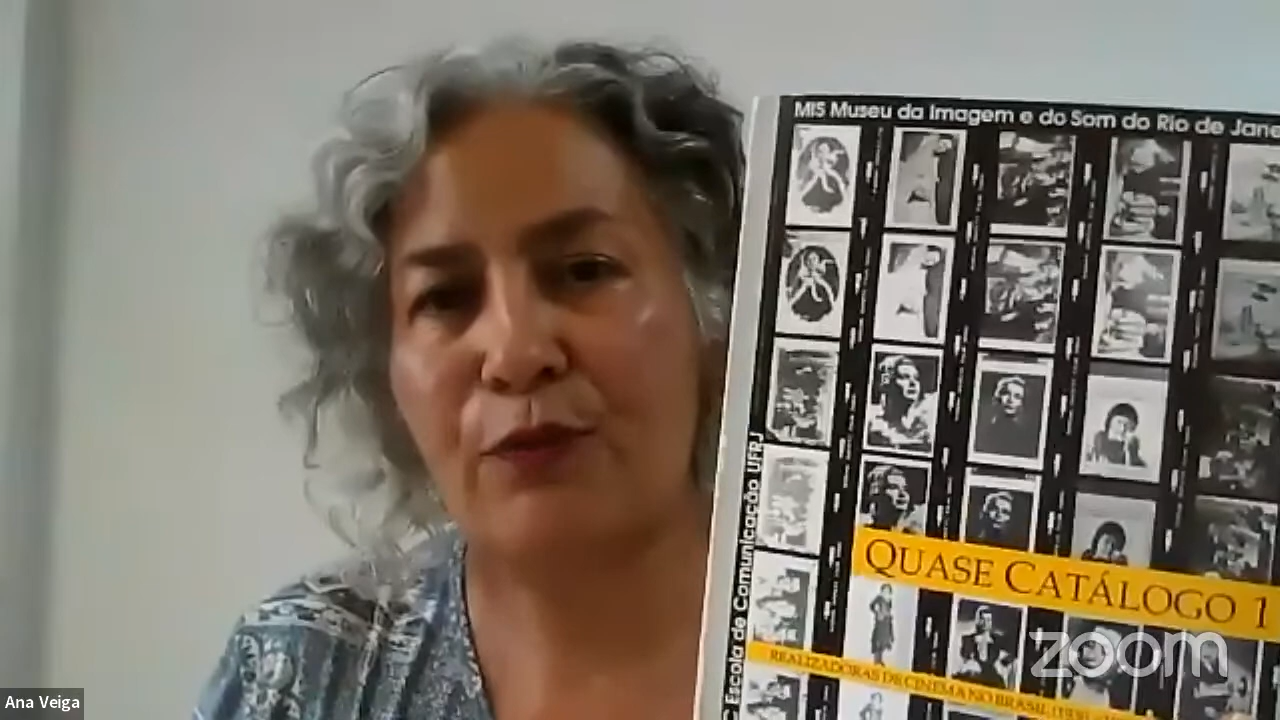 MIS Museu da Imagem e do Som do Rio de Jane
Escola de Comunicação UFRJ
QUASE CATÁLOGO 1
REALIZADORAS DE CINEMA NO BRASIL (193
zoom
Ana Veiga